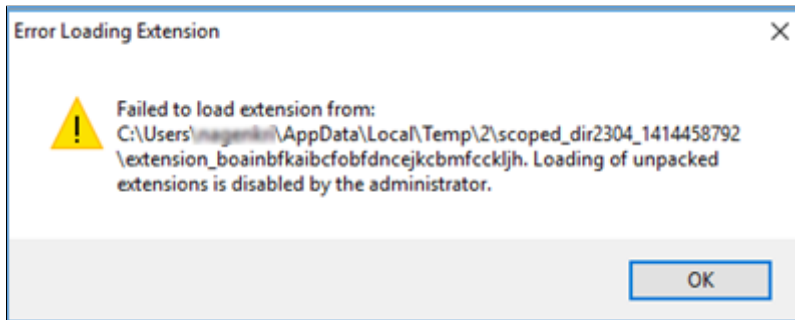 Error Loading Extension
Failed to load extension from:
C:\Users\ \AppData\Local\Temp\2\scoped_dir2304_1414458792
\extension_boainbfkaibcfobfdncejkcbmfcckljh. Loading of unpacked
extensions is disabled by the administrator.
OK